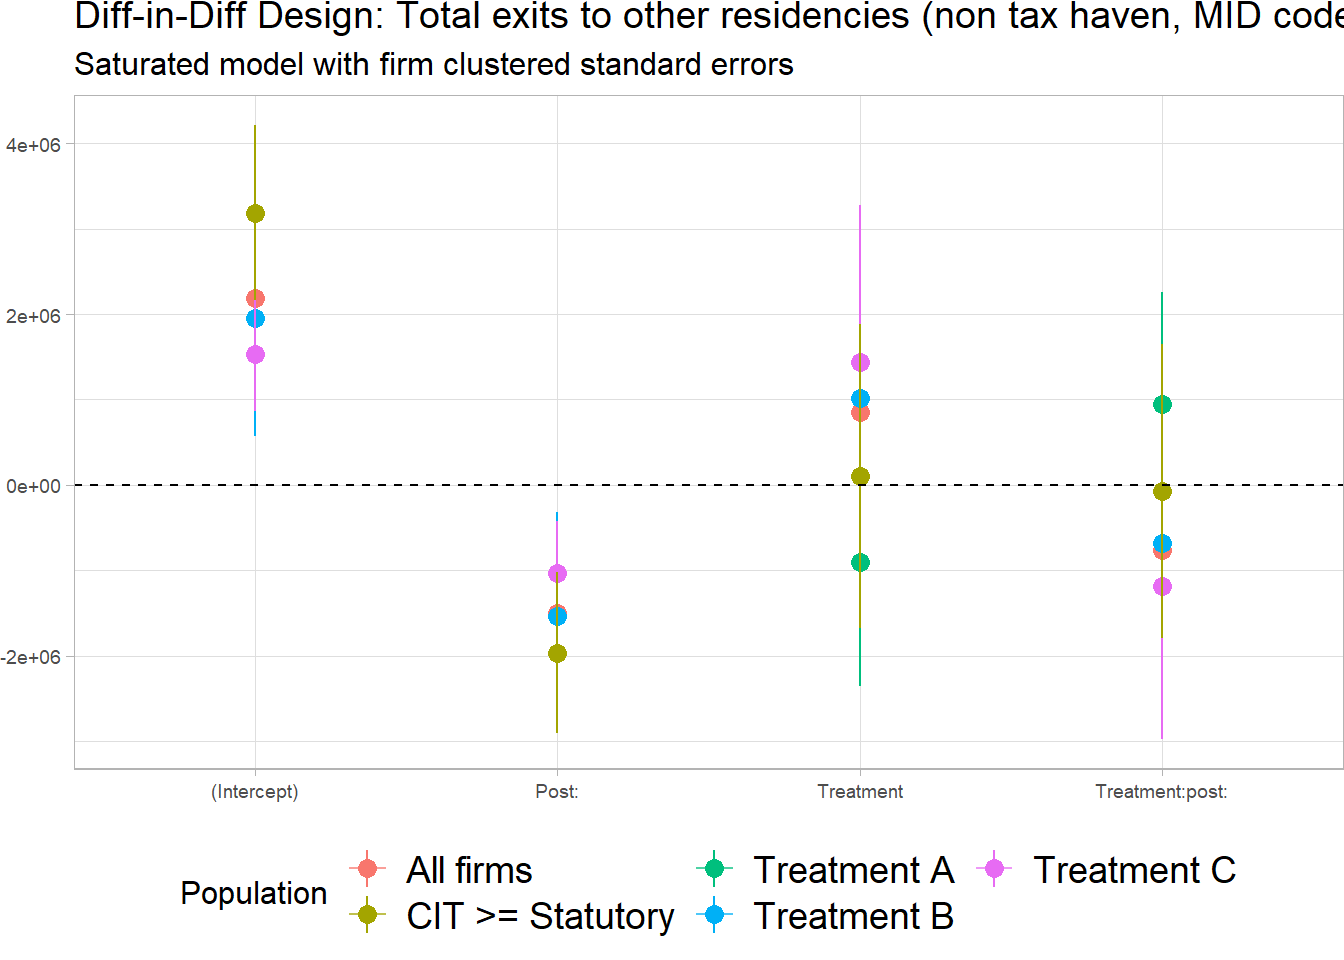 Diff-in-Diff Design: Total exits to other residencies (non tax haven, MID code
Saturated model with firm clustered standard errors
4e+06
2e+06
0e+00
-2e+06
(Intercept) Post: Treatment Treatment:post:
Population
All firms Treatment A Treatment C
CIT >= Statutory Treatment B